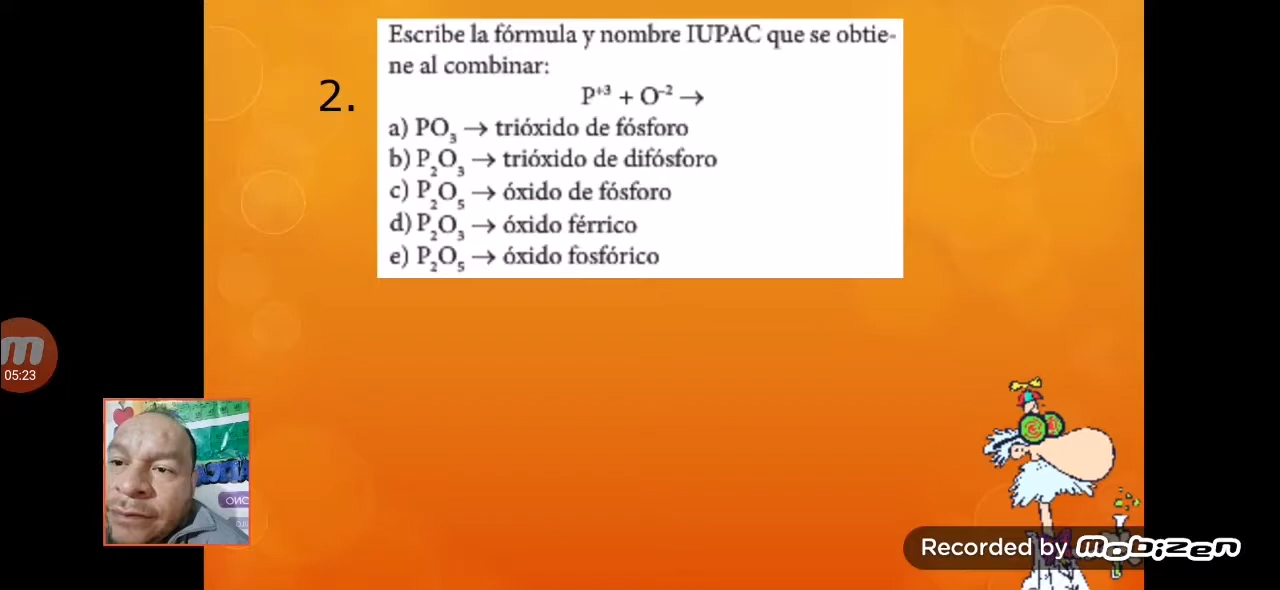 Escribe la fórmula y nombre IUPAC que se obtie-
ne al combinar:
2.
P⁺³ + O⁻² →
a) PO₃ → trióxido de fósforo
b) P₂O₃ → trióxido de difósforo
c) P₂O₅ → óxido de fósforo
d) P₂O₃ → óxido férrico
e) P₂O₅ → óxido fosfórico
m
05:23
Recorded by mobizen